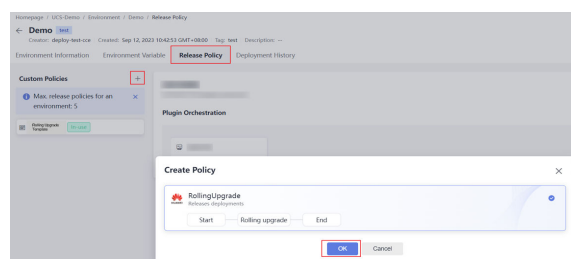 Homepage / UCS-Demo / Environment / Demo / Release Policy
← Demo test
Creator: deploy-test-cce Created: Sep 12, 2023 10:42:53 GMT+08:00 Tag: test Description: --
Environment Information Environment Variable Release Policy Deployment History
Custom Policies +
Max. release policies for an
environment: 5
Rolling Upgrade
Template
In-use
Plugin Orchestration
Create Policy
RollingUpgrade
Releases deployments
Start Rolling upgrade End
OK Cancel